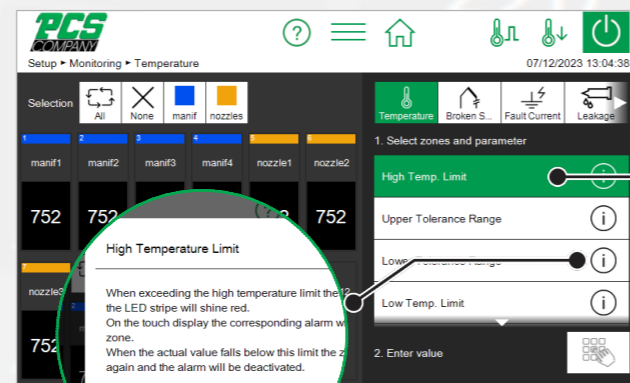 PCS
COMPANY
Setup ► Monitoring ► Temperature
07/12/2023 13:04:38
Selection
All
None
manif
nozzles
Temperature
Broken S...
Fault Current
Leakage
1. Select zones and parameter
1
2
3
4
5
6
manif1
manif2
manif3
manif4
nozzle1
nozzle2
752
752
752
High Temp. Limit
Upper Tolerance Range
Lower Tolerance Range
Low Temp. Limit
2. Enter value
7
nozzle3
12
752
2
High Temperature Limit
When exceeding the high temperature limit the
the LED stripe will shine red.
On the touch display the corresponding alarm
zone.
When the actual value falls below this limit the
again and the alarm will be deactivated.